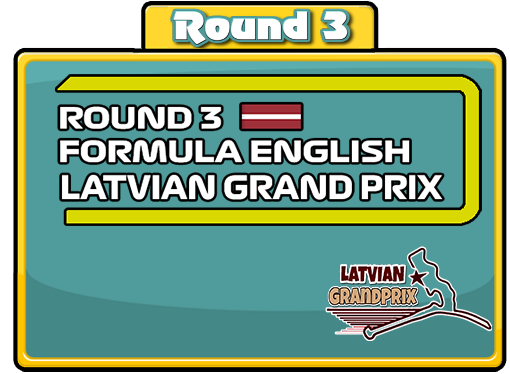 Round 3
ROUND 3
FORMULA ENGLISH
LATVIAN GRAND PRIX
LATVIAN
GRANDPRIX